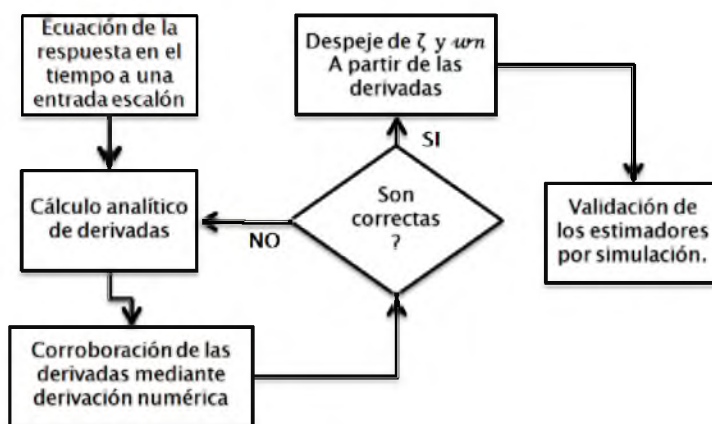 Ecuación de la
respuesta en el
tiempo a una
entrada escalón
Cálculo analítico
de derivadas
Corroboración de las
derivadas mediante
derivación numérica
Son
correctas
?
NO
SI
Despeje de ζ y ωn
A partir de las
derivadas
Validación de
los estimadores
por simulación.